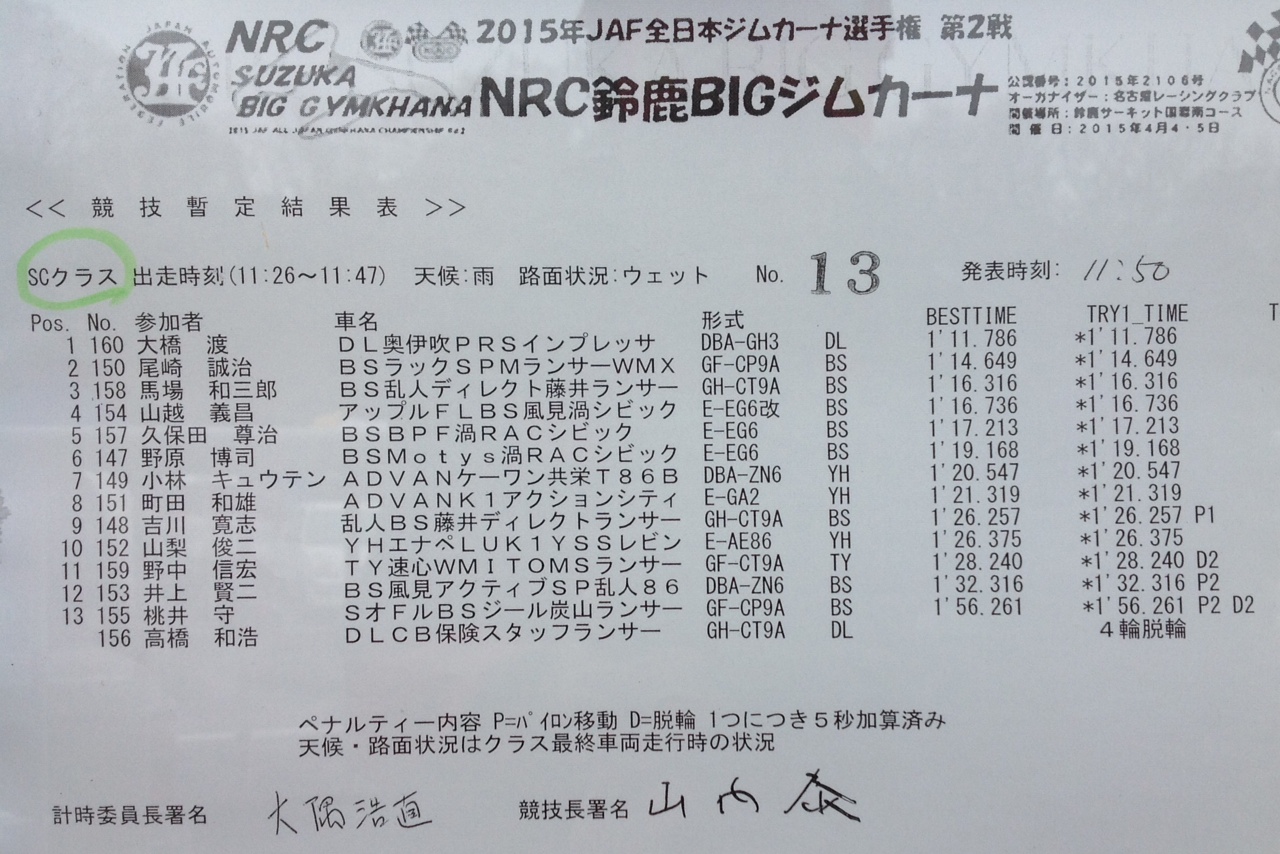 JAPAN AUTOMOBILE FEDERATION
JAF
NRC
SUZUKA
BIG GYMKHANA
2015 JAF ALL JAPAN GYMKHANA CHAMPIONSHIP Rd.2
2015年JAF全日本ジムカーナ選手権 第2戦
NRC鈴鹿BIGジムカーナ
公認番号:2015年2106号
オーガナイザー:名古屋レーシングクラブ
開催場所:鈴鹿サーキット国際南コース
開催日:2015年4月4・5日
<< 競技暫定結果表 >>
SCクラス 出走時刻(11:26～11:47) 天候:雨 路面状況:ウェット No. 13 発表時刻: 11:50
Pos. No. 参加者 車名 形式 BESTTIME TRY1_TIME T
1 160 大橋 渡 DL奥伊吹PRSインプレッサ DBA-GH3 DL 1'11.786 *1'11.786
2 150 尾崎 誠治 BSラックSPMランサーWMX GF-CP9A BS 1'14.649 *1'14.649
3 158 馬場 和三郎 BS乱人ディレクト藤井ランサー GH-CT9A BS 1'16.316 *1'16.316
4 154 山越 義昌 アップルFLBS風見渦シビック E-EG6改 BS 1'16.736 *1'16.736
5 157 久保田 尊治 BSBPF渦RACシビック E-EG6 BS 1'17.213 *1'17.213
6 147 野原 博司 BSMotys渦RACシビック E-EG6 BS 1'19.168 *1'19.168
7 149 小林 キュウテン ADVANケーワン共栄T86B DBA-ZN6 YH 1'20.547 *1'20.547
8 151 町田 和雄 ADVANK1アクションシティ E-GA2 YH 1'21.319 *1'21.319
9 148 吉川 寛志 乱人BS藤井ディレクトランサー GH-CT9A BS 1'26.257 *1'26.257 P1
10 152 山梨 俊二 YHエナペLUK1YSSレビン E-AE86 YH 1'26.375 *1'26.375
11 159 野中 信宏 TY速心WMITOMSランサー GF-CT9A TY 1'28.240 *1'28.240 D2
12 153 井上 賢二 BS風見アクティブSP乱人86 DBA-ZN6 BS 1'32.316 *1'32.316 P2
13 155 桃井 守 SオフルBSジール炭山ランサー GF-CP9A BS 1'56.261 *1'56.261 P2 D2
156 高橋 和浩 DLCB保険スタッフランサー GH-CT9A DL 4輪脱輪
ペナルティー内容 P=ﾊﾟｲﾛﾝ移動 D=脱輪 1つにつき5秒加算済み
天候・路面状況はクラス最終車両走行時の状況
計時委員長署名 大隅浩直 競技長署名 山内